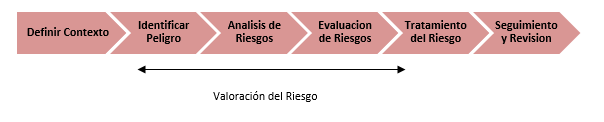 Definir Contexto
Identificar
Peligro
Analisis de
Riesgos
Evaluacion
de Riesgos
Tratamiento
del Riesgo
Seguimiento
y Revision
Valoración del Riesgo